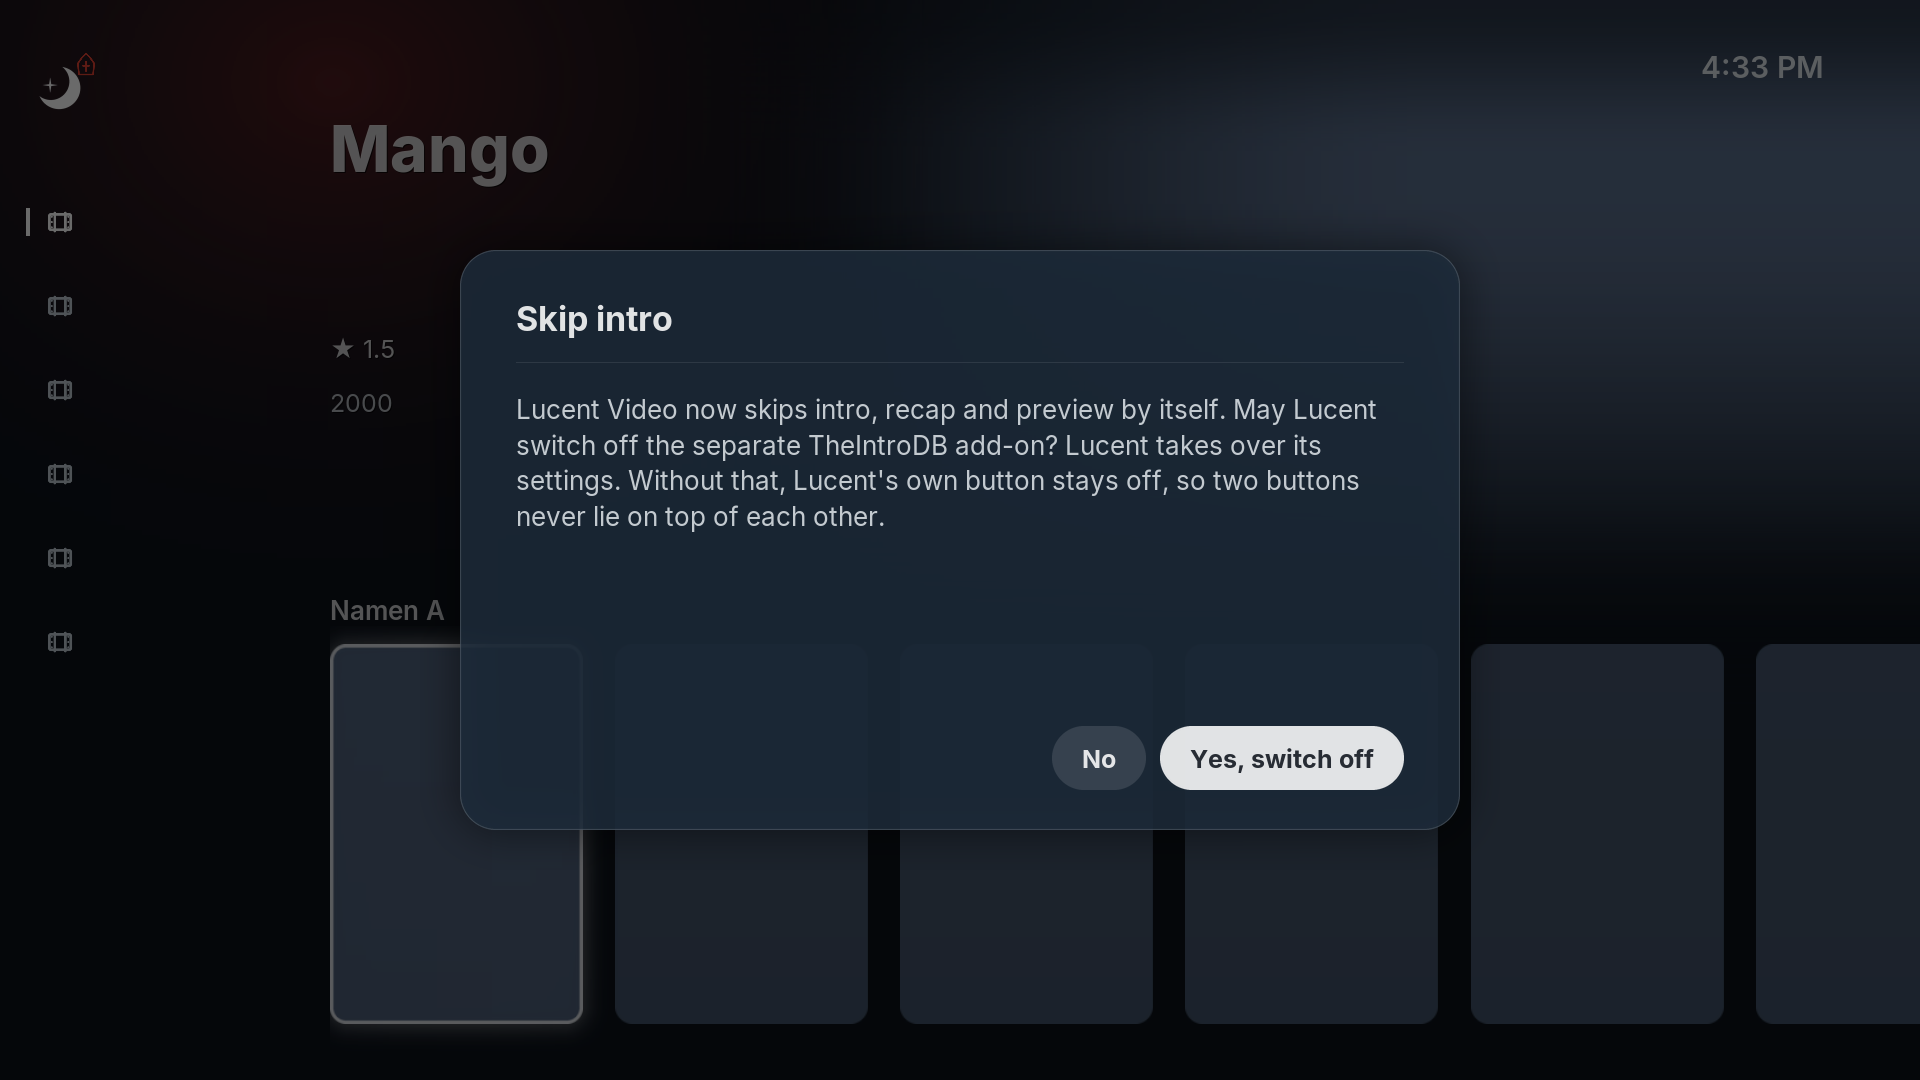 4:33 PM
Mango
★ 1.5
2000
Namen A
Skip intro
Lucent Video now skips intro, recap and preview by itself. May Lucent
switch off the separate TheIntroDB add-on? Lucent takes over its
settings. Without that, Lucent's own button stays off, so two buttons
never lie on top of each other.
No
Yes, switch off